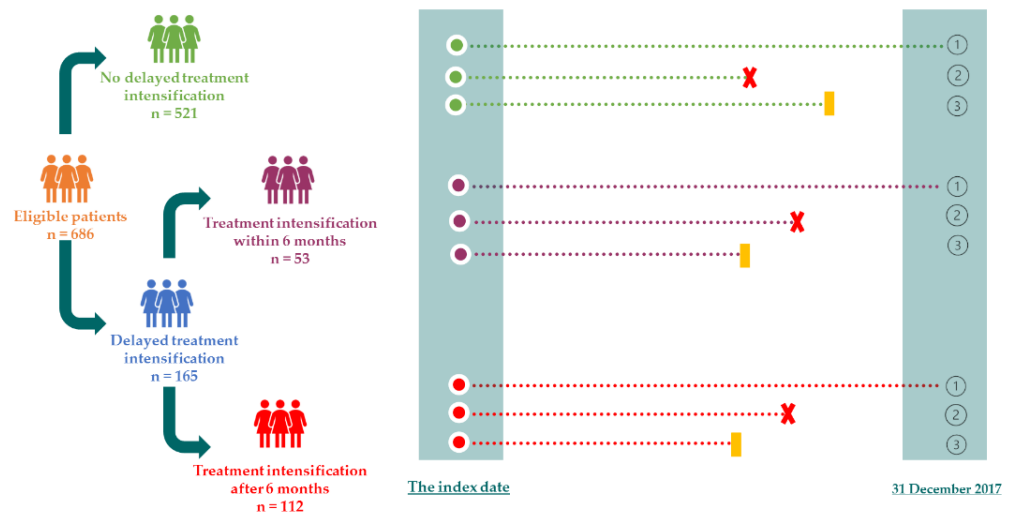 No delayed treatment
intensification
n = 521
Eligible patients
n = 686
Treatment intensification
within 6 months
n = 53
Delayed treatment
intensification
n = 165
Treatment intensification
after 6 months
n = 112
1
2
3
1
2
3
1
2
3
The index date
31 December 2017